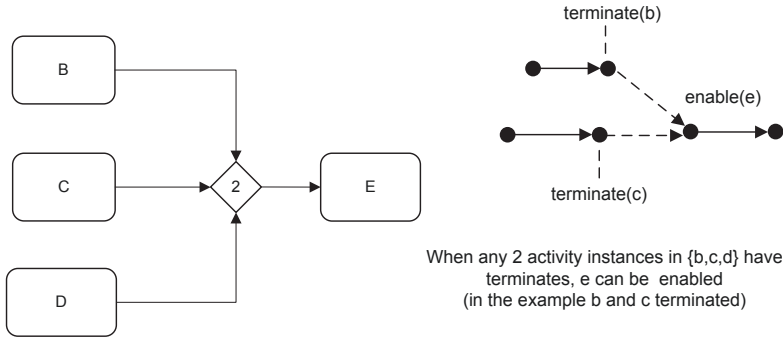 B
C
D
2
E
terminate(b)
enable(e)
terminate(c)
When any 2 activity instances in {b,c,d} have
terminates, e can be enabled
(in the example b and c terminated)